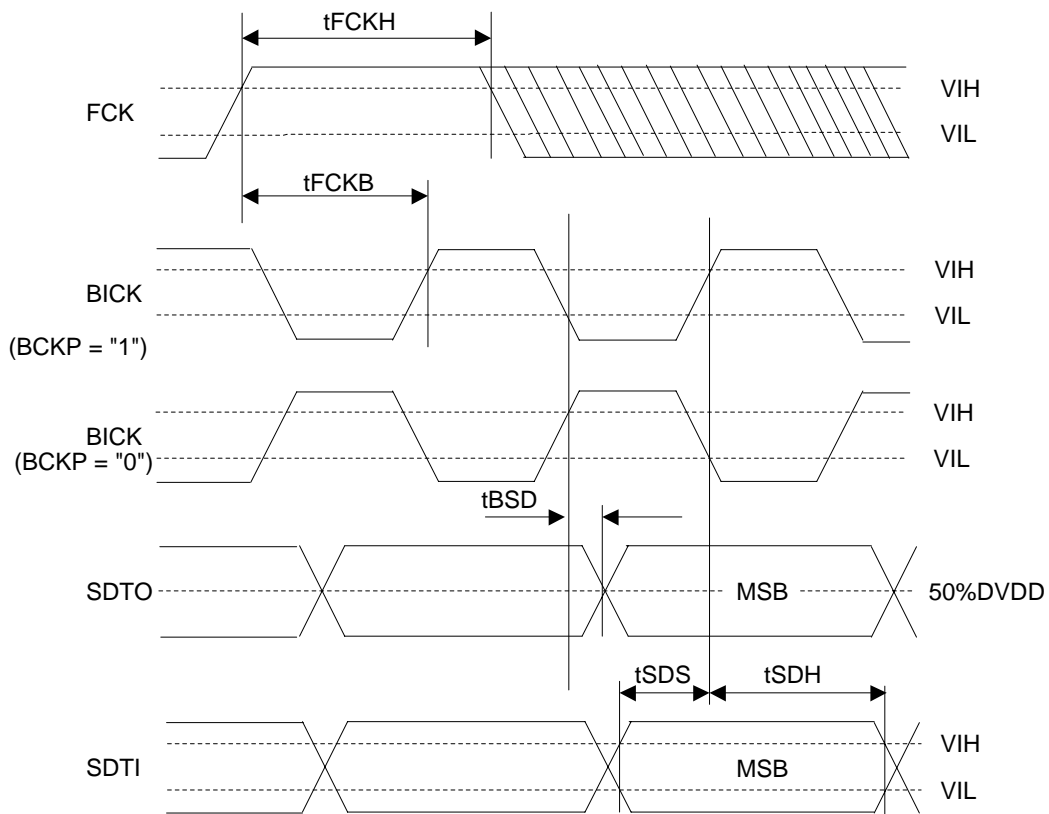 tFCKH
FCK
VIH
VIL
tFCKB
BICK
(BCKP = "1")
VIH
VIL
BICK
(BCKP = "0")
VIH
VIL
tBSD
SDTO
MSB
50%DVDD
tSDS
tSDH
SDTI
MSB
VIH
VIL